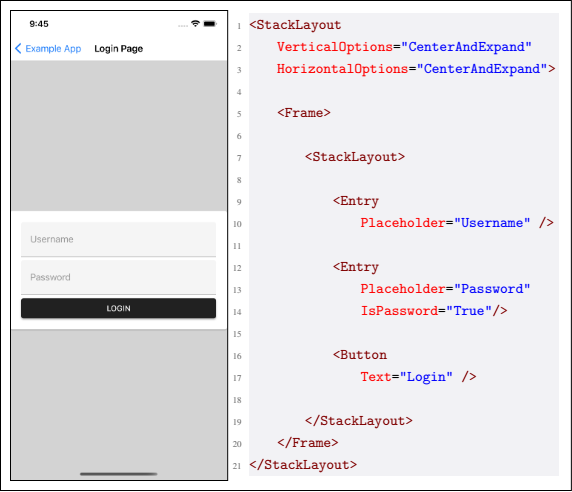 9:45
Example App Login Page
Username
Password
LOGIN
1 <StackLayout
2 VerticalOptions="CenterAndExpand"
3 HorizontalOptions="CenterAndExpand">
4
5 <Frame>
6
7 <StackLayout>
8
9 <Entry
10 Placeholder="Username" />
11
12 <Entry
13 Placeholder="Password"
14 IsPassword="True"/>
15
16 <Button
17 Text="Login" />
18
19 </StackLayout>
20 </Frame>
21 </StackLayout>